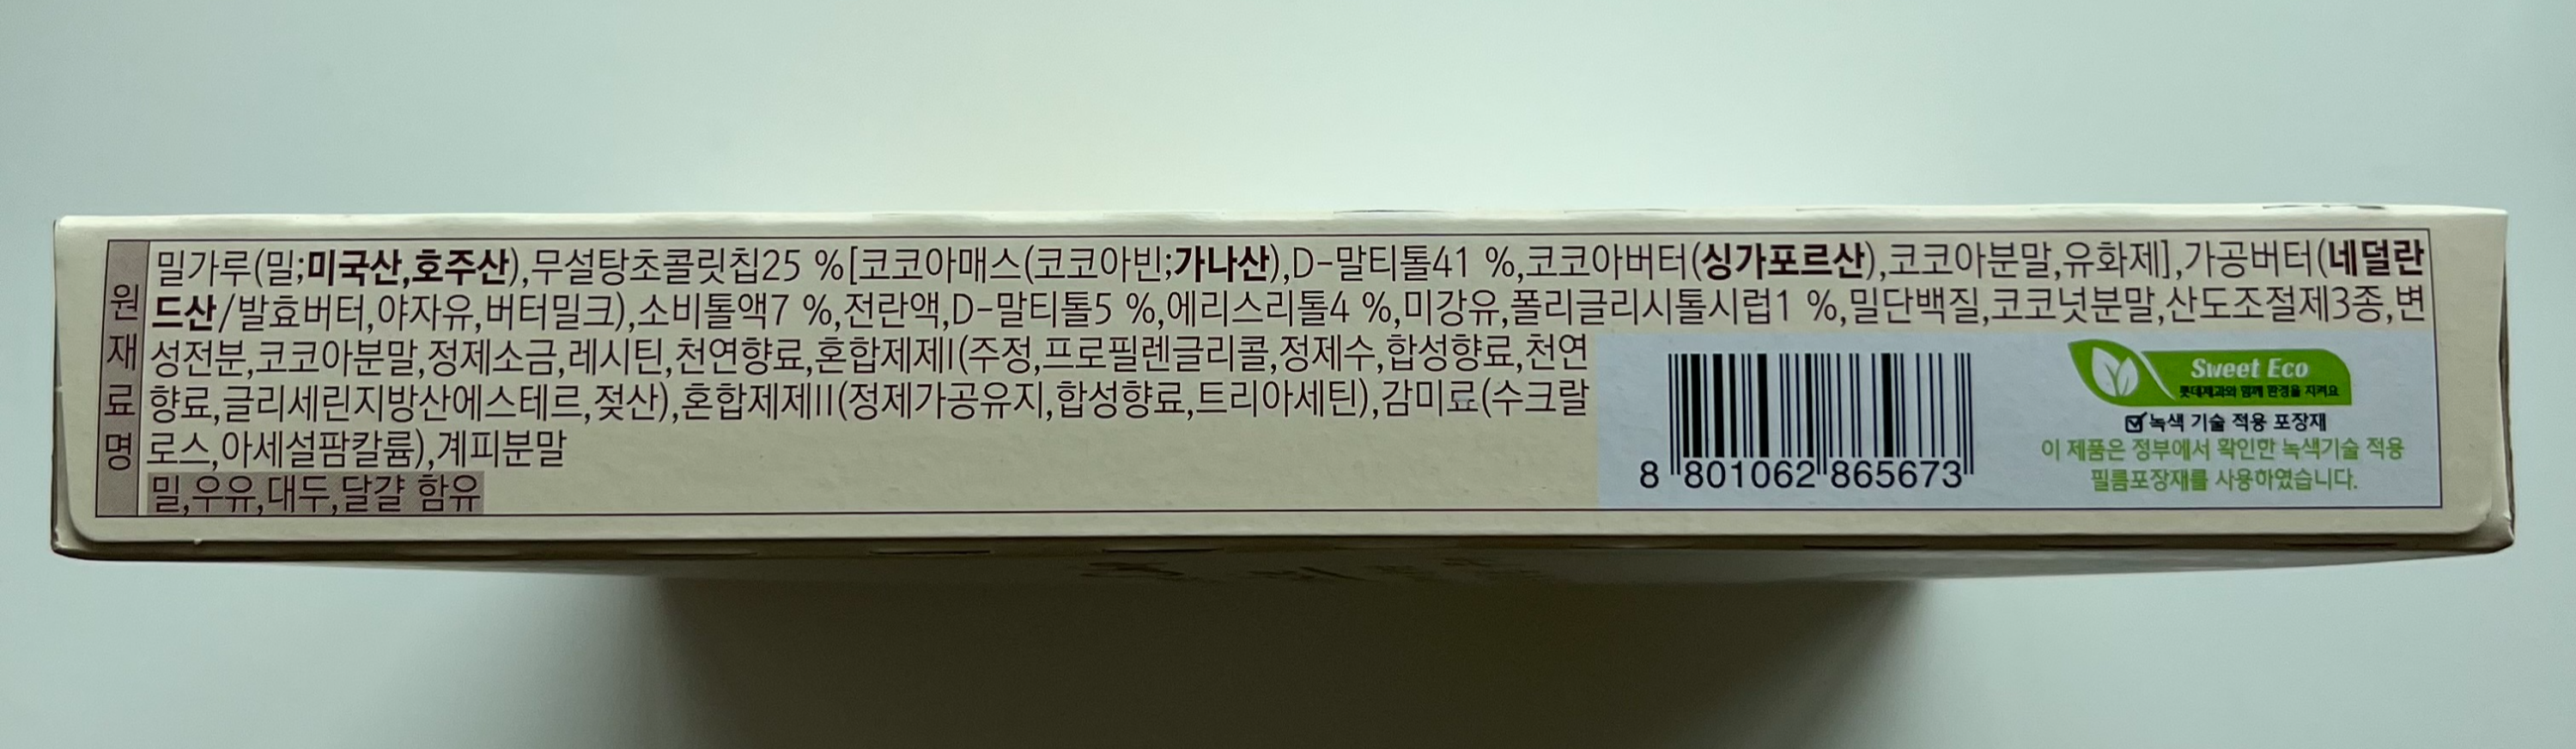 원재료명
밀가루(밀;미국산,호주산),무설탕초콜릿칩25 %[코코아매스(코코아빈;가나산),D-말티톨41 %,코코아버터(싱가포르산),코코아분말,유화제],가공버터(네덜란
드산/발효버터,야자유,버터밀크),소비톨액7 %,전란액,D-말티톨5 %,에리스리톨4 %,미강유,폴리글리시톨시럽1 %,밀단백질,코코넛분말,산도조절제3종,변
성전분,코코아분말,정제소금,레시틴,천연향료,혼합제제I(주정,프로필렌글리콜,정제수,합성향료,천연
향료,글리세린지방산에스테르,젖산),혼합제제II(정제가공유지,합성향료,트리아세틴),감미료(수크랄
로스,아세설팜칼륨),계피분말
밀,우유,대두,달걀 함유
8 801062 865673
Sweet Eco
롯데제과와 함께 환경을 지켜요
녹색 기술 적용 포장재
이 제품은 정부에서 확인한 녹색기술 적용
필름포장재를 사용하였습니다.